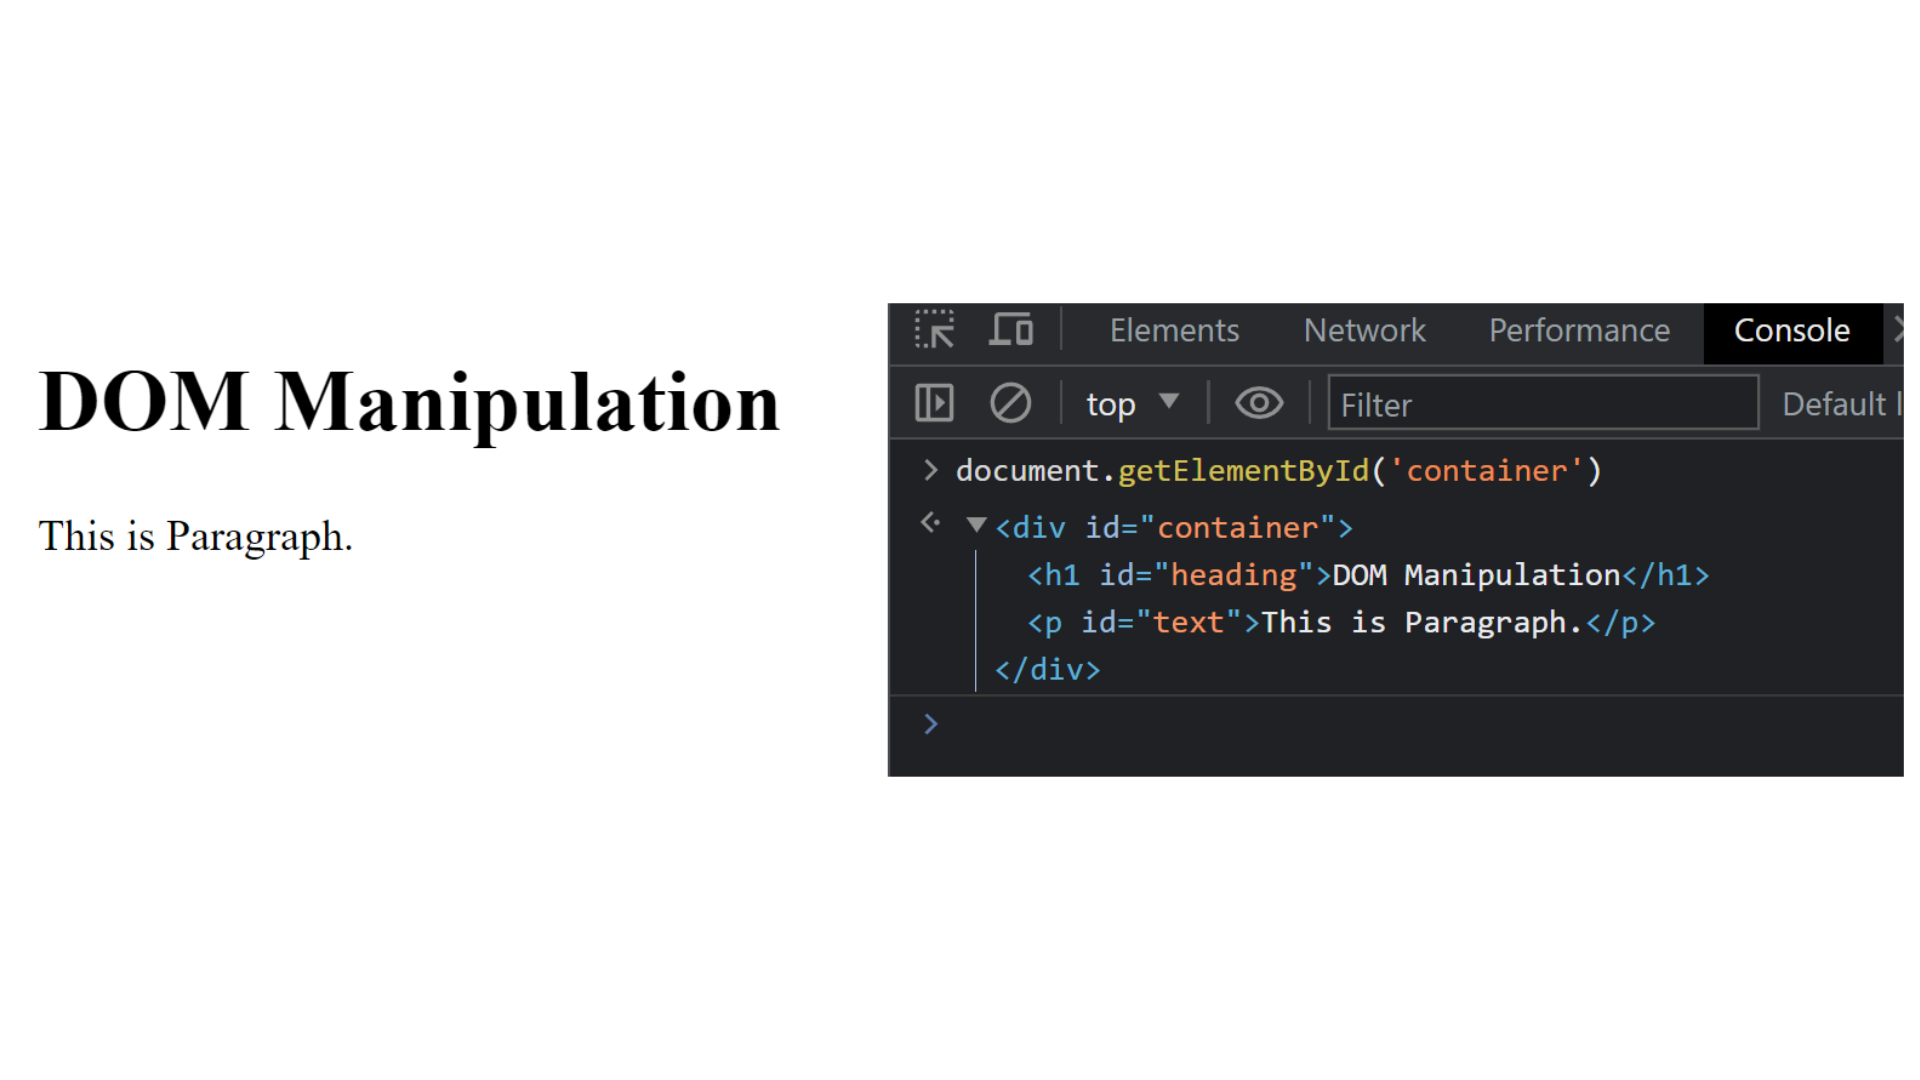 DOM Manipulation
This is Paragraph.
Elements Network Performance Console
top Filter Default
document.getElementById('container')
<div id="container">
<h1 id="heading">DOM Manipulation</h1>
<p id="text">This is Paragraph.</p>
</div>